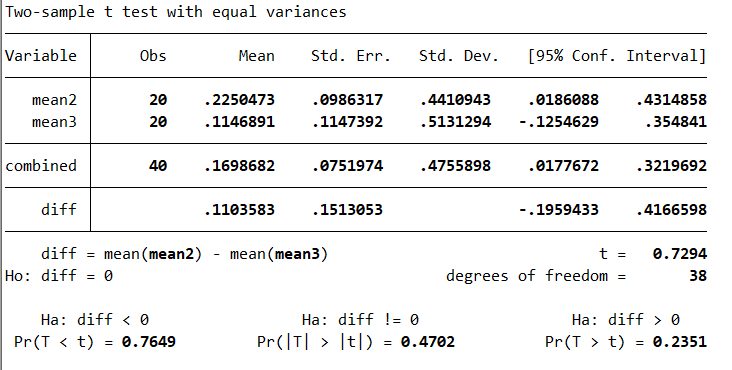 Two-sample t test with equal variances
Variable Obs Mean Std. Err. Std. Dev. [95% Conf. Interval]
mean2 20 .2250473 .0986317 .4410943 .0186088 .4314858
mean3 20 .1146891 .1147392 .5131294 -.1254629 .354841
combined 40 .1698682 .0751974 .4755898 .0177672 .3219692
diff .1103583 .1513053 -.1959433 .4166598
diff = mean(mean2) - mean(mean3) t = 0.7294
Ho: diff = 0 degrees of freedom = 38
Ha: diff < 0 Ha: diff != 0 Ha: diff > 0
Pr(T < t) = 0.7649 Pr(|T| > |t|) = 0.4702 Pr(T > t) = 0.2351